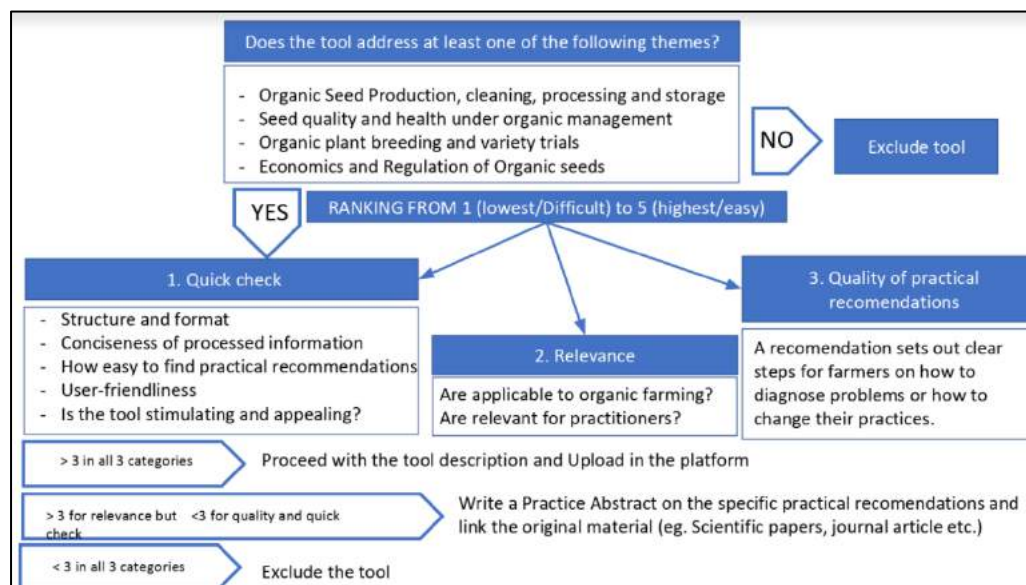 Does the tool address at least one of the following themes?
- Organic Seed Production, cleaning, processing and storage
- Seed quality and health under organic management
- Organic plant breeding and variety trials
- Economics and Regulation of Organic seeds
NO
Exclude tool
YES
RANKING FROM 1 (lowest/Difficult) to 5 (highest/easy)
1. Quick check
- Structure and format
- Conciseness of processed information
- How easy to find practical recommendations
- User-friendliness
- Is the tool stimulating and appealing?
2. Relevance
Are applicable to organic farming?
Are relevant for practitioners?
3. Quality of practical
recomendations
A recomendation sets out clear
steps for farmers on how to
diagnose problems or how to
change their practices.
> 3 in all 3 categories
Proceed with the tool description and Upload in the platform
> 3 for relevance but <3 for quality and quick
check
Write a Practice Abstract on the specific practical recomendations and
link the original material (eg. Scientific papers, journal article etc.)
< 3 in all 3 categories
Exclude the tool